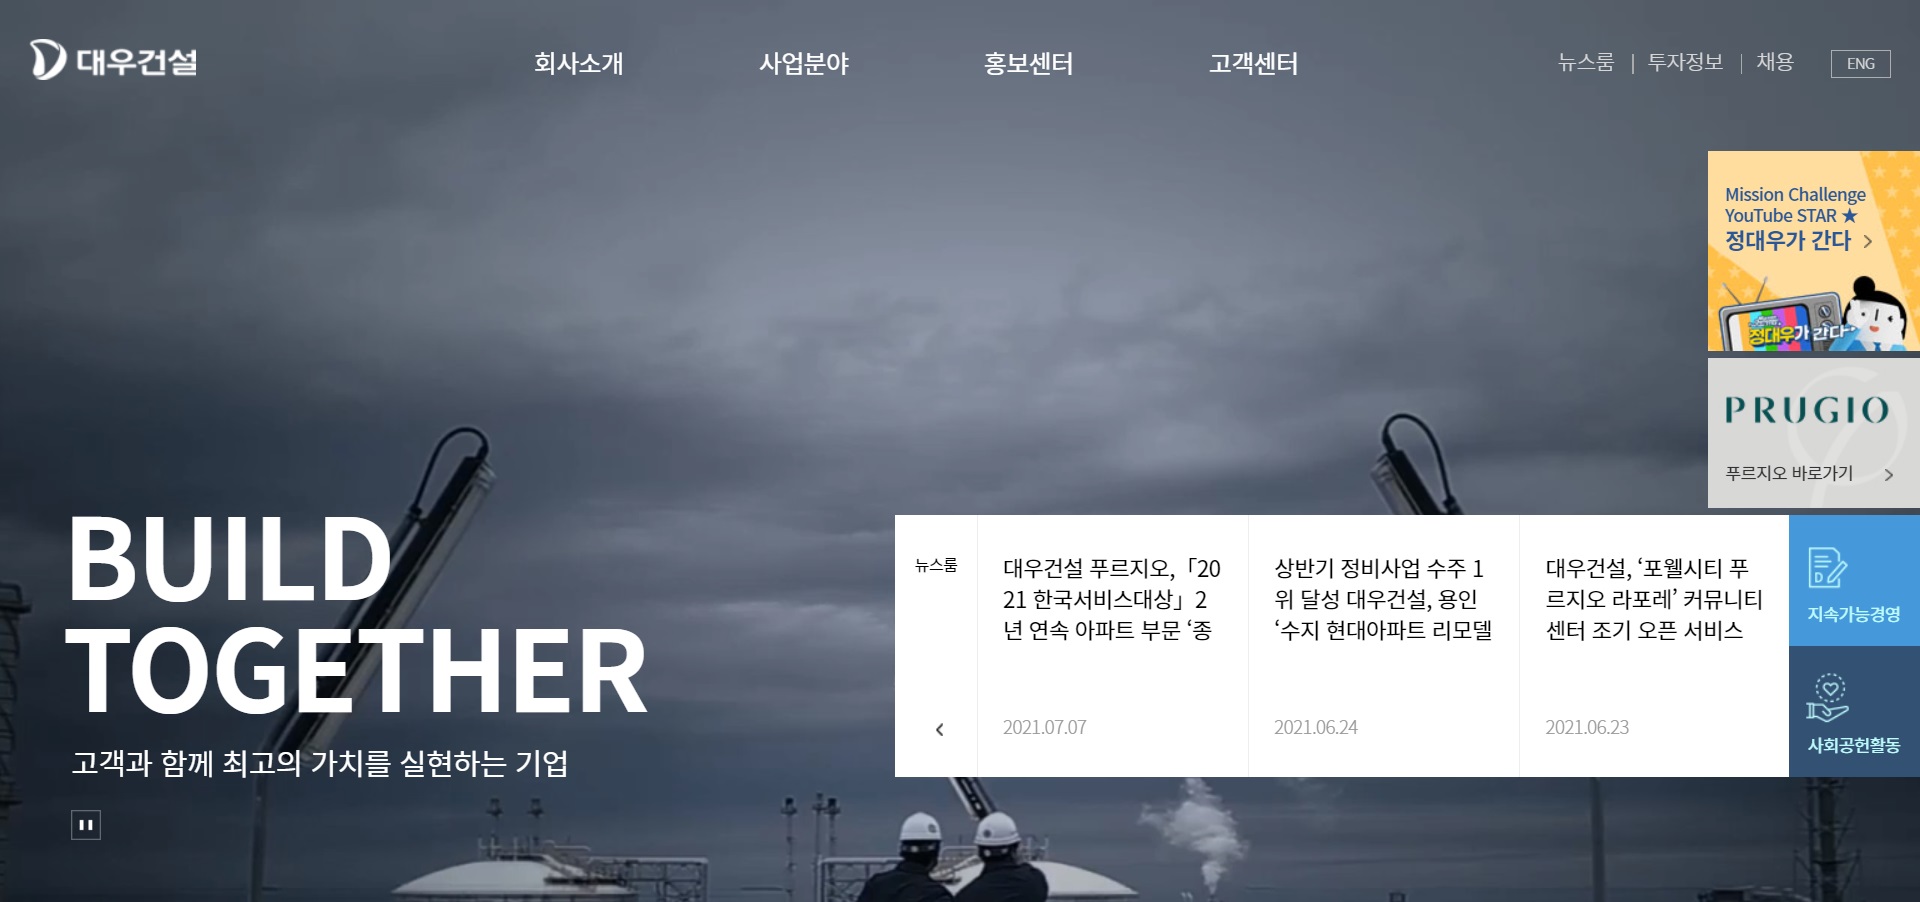 대우건설
회사소개
사업분야
홍보센터
고객센터
뉴스룸 | 투자정보 | 채용
ENG
Mission Challenge
YouTube STAR ★
정대우가 간다 >
정대우가 간다
PRUGIO
푸르지오 바로가기 >
BUILD
TOGETHER
고객과 함께 최고의 가치를 실현하는 기업
뉴스룸
대우건설 푸르지오,「20
21 한국서비스대상」2
년 연속 아파트 부문 ‘종
2021.07.07
상반기 정비사업 수주 1
위 달성 대우건설, 용인
‘수지 현대아파트 리모델
2021.06.24
대우건설, ‘포웰시티 푸
르지오 라포레’ 커뮤니티
센터 조기 오픈 서비스
2021.06.23
지속가능경영
사회공헌활동